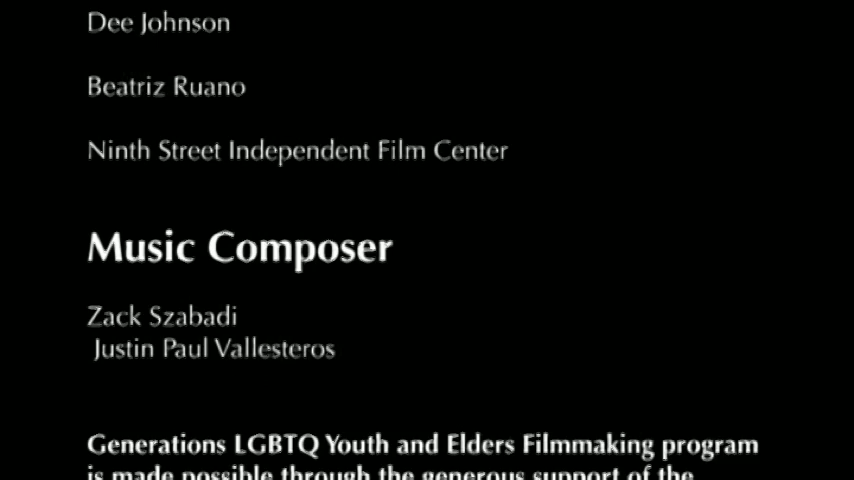 Dee Johnson
Beatriz Ruano
Ninth Street Independent Film Center
Music Composer
Zack Szabadi
Justin Paul Vallesteros
Generations LGBTQ Youth and Elders Filmmaking program
is made possible through the generous support of the